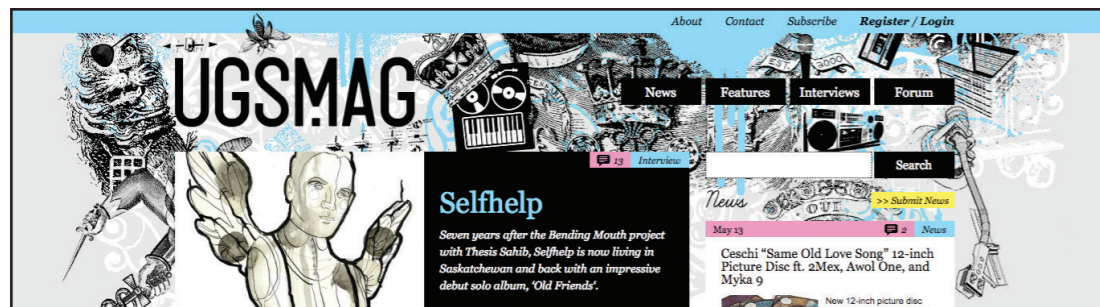 About Contact Subscribe Register / Login
UGSMAG
EST. 2000
News Features Interviews Forum
13 Interview
Selfhelp
Seven years after the Bending Mouth project
with Thesis Sahib, Selfhelp is now living in
Saskatchewan and back with an impressive
debut solo album, ‘Old Friends‘.
Search
News
>> Submit News
OUI
May 13 2 News
Ceschi “Same Old Love Song” 12-inch
Picture Disc ft. 2Mex, Awol One, and
Myka 9
New 12-inch picture disc